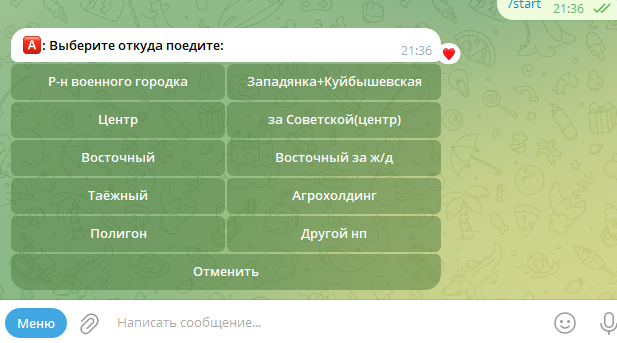 /start
21:36
А: Выберите откуда поедите:
21:36
Р-н военного городка
Западянка+Куйбышевская
Центр
за Советской(центр)
Восточный
Восточный за ж/д
Таёжный
Агрохолдинг
Полигон
Другой нп
Отменить
Меню
Написать сообщение...